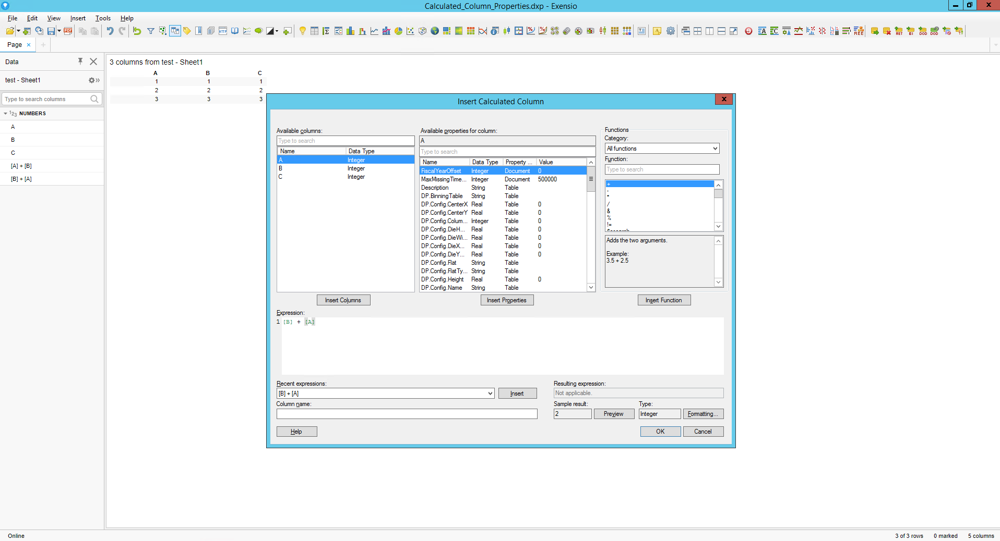 Calculated_Column_Properties.dxp - Exensio
File Edit View Insert Tools Help
Page
Data
test - Sheet1
Type to search columns
123 NUMBERS
A
B
C
[A] + [B]
[B] + [A]
3 columns from test - Sheet1
A B C
1 1 1
2 2 2
3 3 3
Insert Calculated Column
Available columns:
Type to search
Name Data Type
A Integer
B Integer
C Integer
Insert Columns
Available properties for column:
A
Type to search
Name Data Type Property ... Value
FiscalYearOffset Integer Document 0
MaxMissingTime... Integer Document 500000
Description String Table
DP.BinningTable String Table
DP.Config.CenterX Real Table 0
DP.Config.CenterY Real Table 0
DP.Config.Colum... Integer Table 0
DP.Config.DieH... Real Table 0
DP.Config.DieWi... Real Table 0
DP.Config.DieX... Real Table 0
DP.Config.DieY... Real Table 0
DP.Config.Flat String Table
DP.Config.FlatTy... String Table
DP.Config.Height Real Table 0
DP.Config.Name String Table
Insert Properties
Functions
Category:
All functions
Function:
Type to search
+
-
*
/
&
%
!=
Adds the two arguments.
Example:
3.5 + 2.5
Insert Function
Expression:
1 [B] + [A]
Recent expressions:
[B] + [A]
Insert
Column name:
Resulting expression:
Not applicable.
Sample result:
2
Preview
Type:
Integer
Formatting...
Help
OK
Cancel
Online
3 of 3 rows 0 marked 5 columns